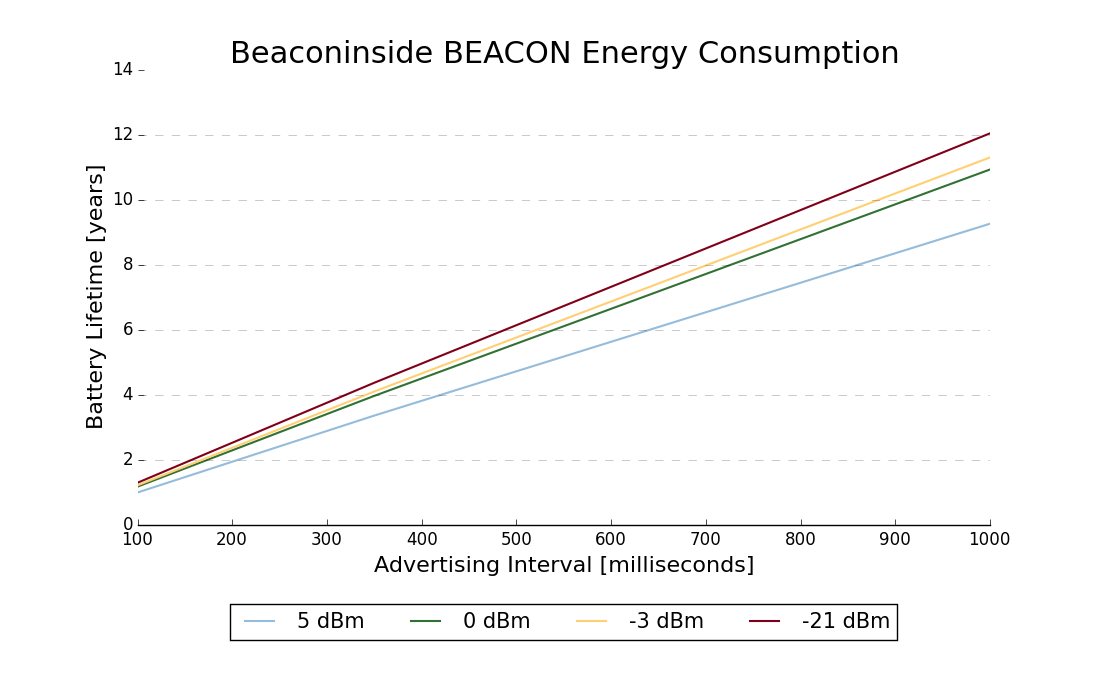 Beaconinside BEACON Energy Consumption
14
12
10
8
6
4
2
0
Battery Lifetime [years]
100 200 300 400 500 600 700 800 900 1000
Advertising Interval [milliseconds]
5 dBm 0 dBm -3 dBm -21 dBm